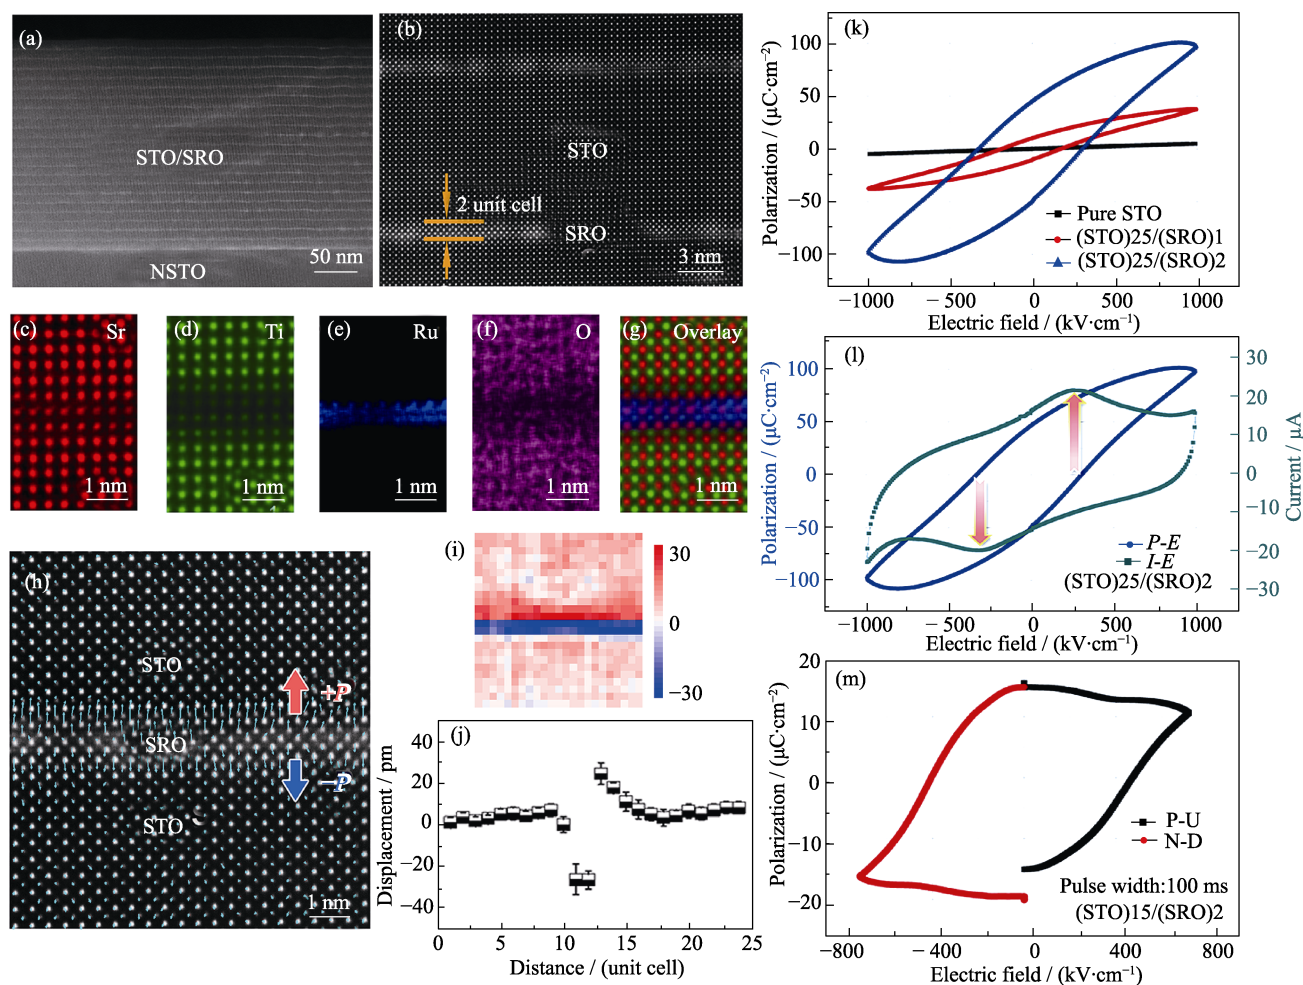 (a)
STO/SRO
50 nm
NSTO
(b)
STO
2 unit cell
SRO
3 nm
(c) Sr
1 nm
(d) Ti
1 nm
(e) Ru
1 nm
(f) O
1 nm
(g) Overlay
1 nm
(h)
STO
+P
SRO
−P
STO
1 nm
(i)
30
0
−30
(j)
40
20
0
−20
−40
Displacement / pm
0 5 10 15 20 25
Distance / (unit cell)
(k)
100
50
0
−50
−100
Polarization / (μC·cm⁻²)
Pure STO
(STO)25/(SRO)1
(STO)25/(SRO)2
−1000 −500 0 500 1000
Electric field / (kV·cm⁻¹)
(l)
100
50
0
−50
−100
Polarization / (μC·cm⁻²)
30
20
10
0
−10
−20
−30
Current / μA
P-E
I-E
(STO)25/(SRO)2
−1000 −500 0 500 1000
Electric field / (kV·cm⁻¹)
(m)
20
10
0
−10
−20
Polarization / (μC·cm⁻²)
P-U
N-D
Pulse width:100 ms
(STO)15/(SRO)2
−800 −400 0 400 800
Electric field / (kV·cm⁻¹)